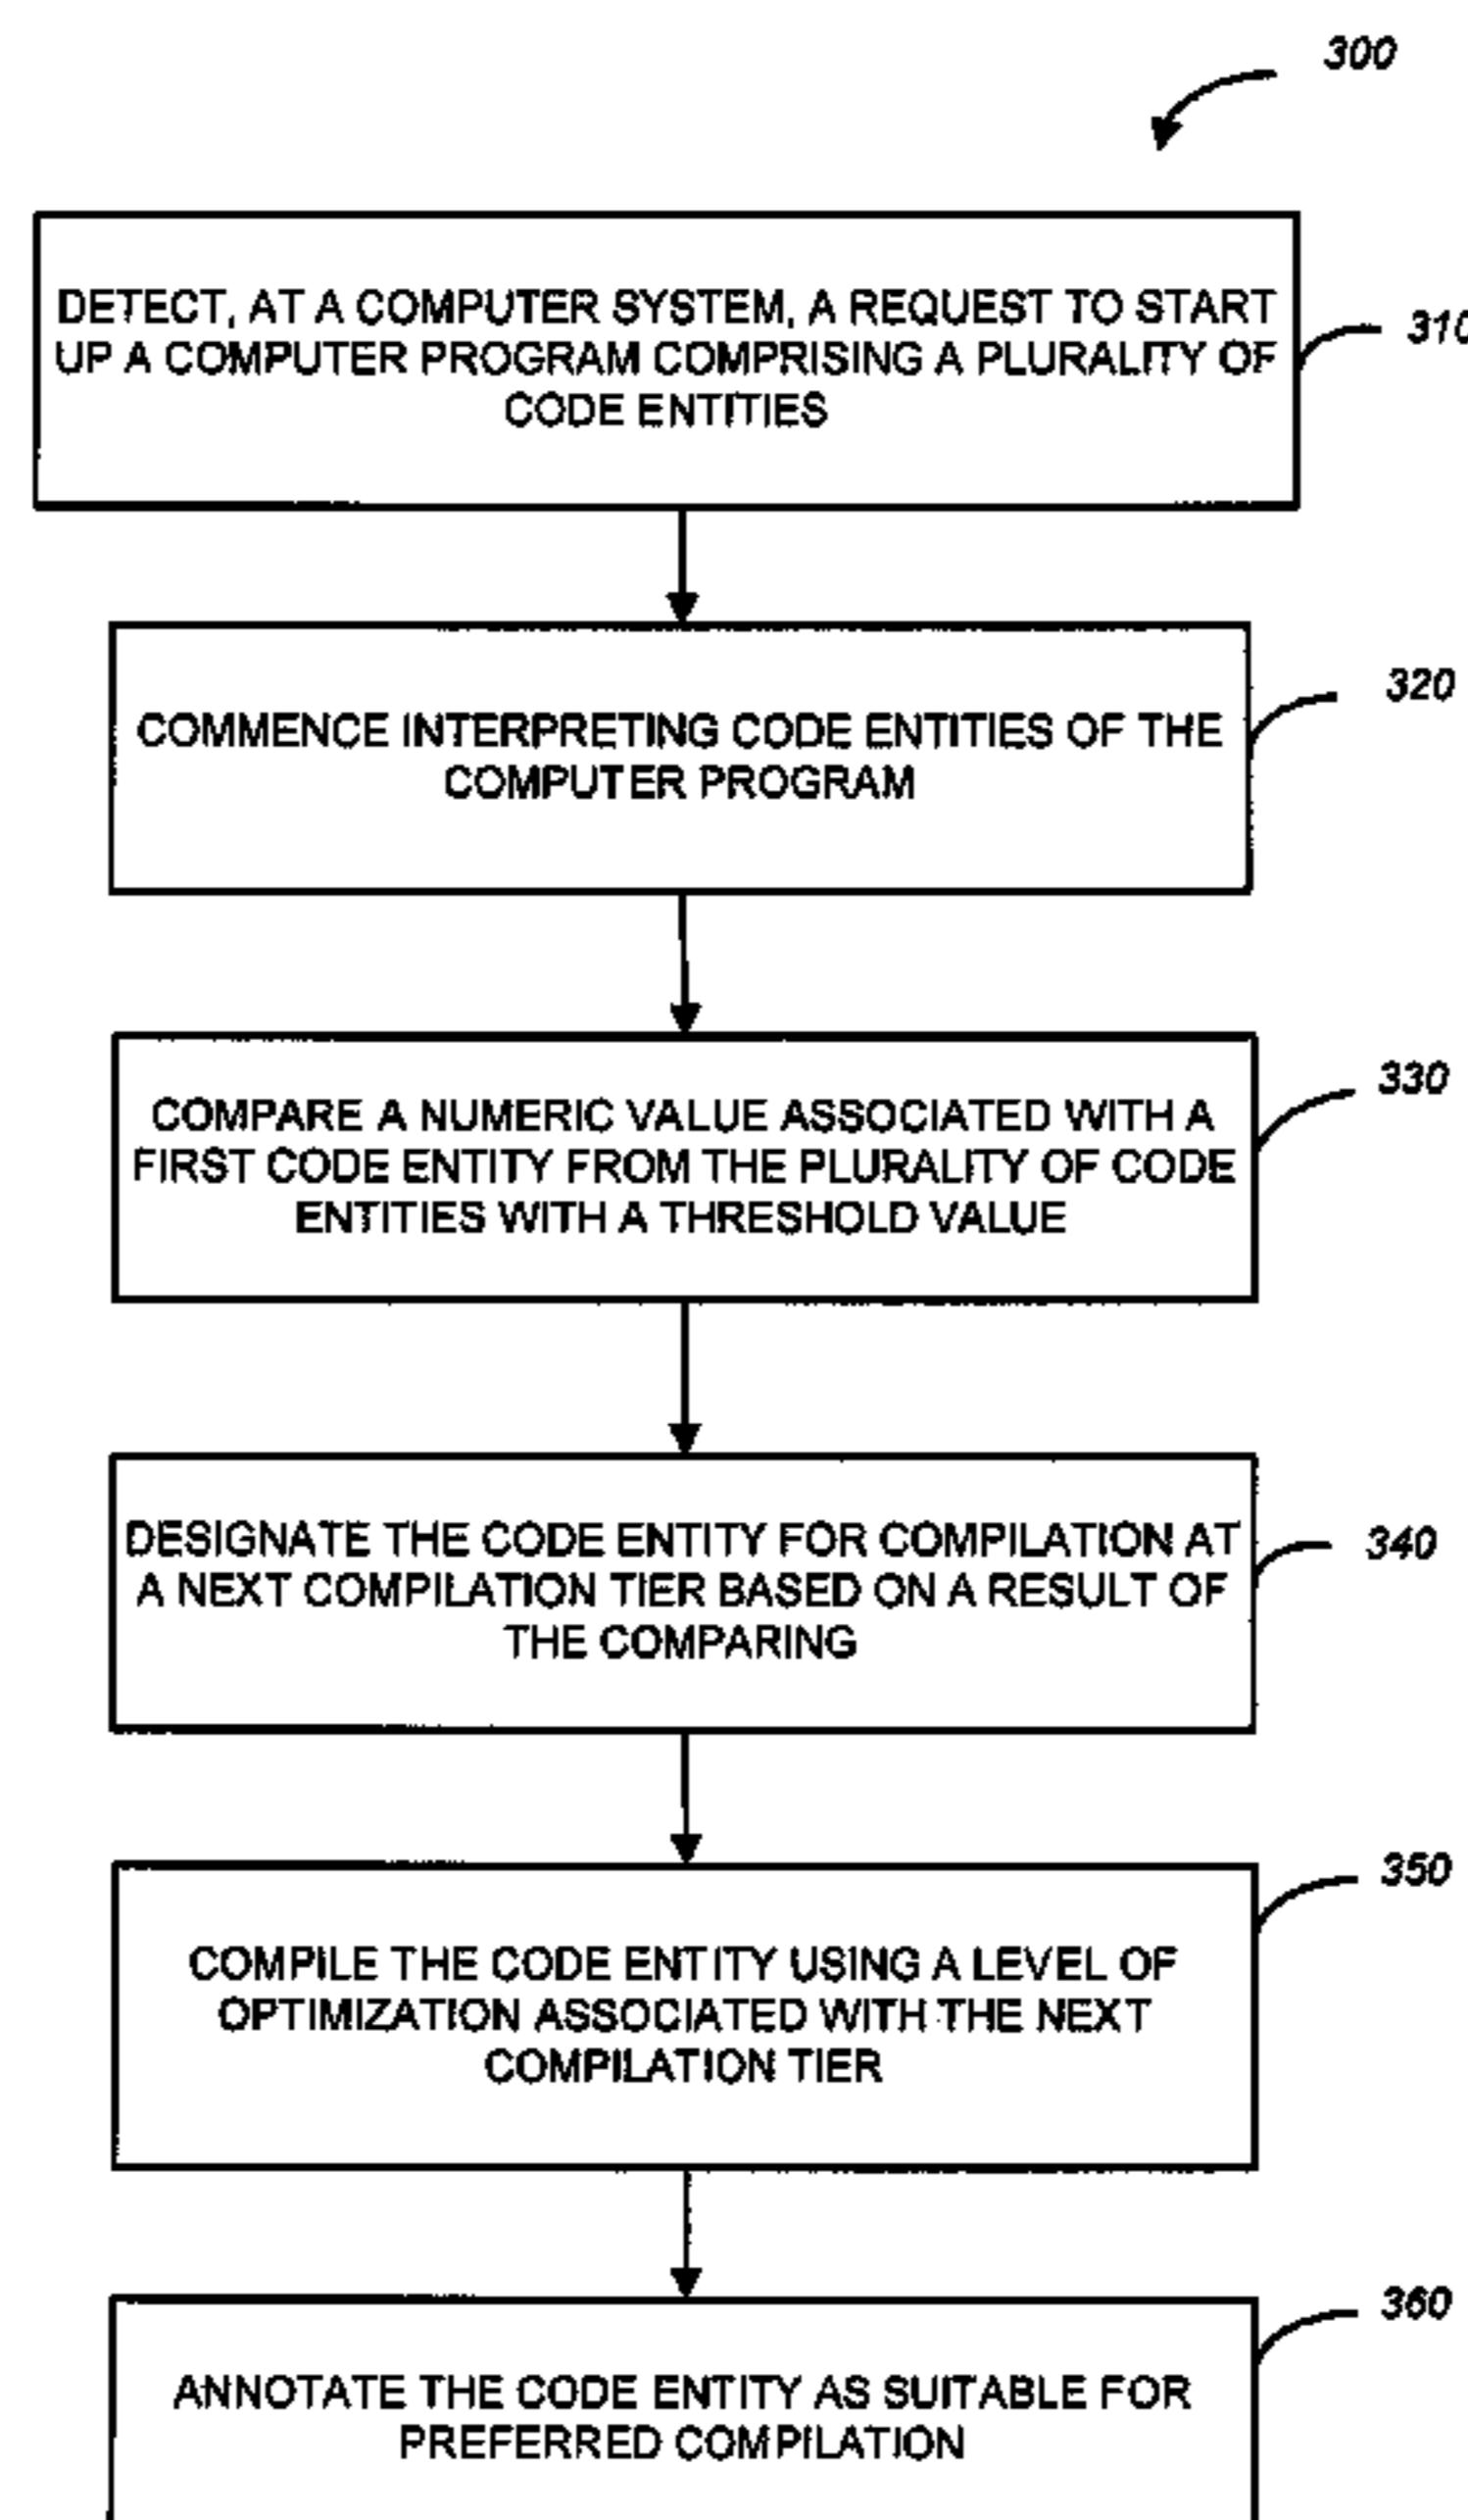 300
DETECT, AT A COMPUTER SYSTEM, A REQUEST TO START
UP A COMPUTER PROGRAM COMPRISING A PLURALITY OF
CODE ENTITIES
310
COMMENCE INTERPRETING CODE ENTITIES OF THE
COMPUTER PROGRAM
320
COMPARE A NUMERIC VALUE ASSOCIATED WITH A
FIRST CODE ENTITY FROM THE PLURALITY OF CODE
ENTITIES WITH A THRESHOLD VALUE
330
DESIGNATE THE CODE ENTITY FOR COMPILATION AT
A NEXT COMPILATION TIER BASED ON A RESULT OF
THE COMPARING
340
COMPILE THE CODE ENTITY USING A LEVEL OF
OPTIMIZATION ASSOCIATED WITH THE NEXT
COMPILATION TIER
350
ANNOTATE THE CODE ENTITY AS SUITABLE FOR
PREFERRED COMPILATION
360